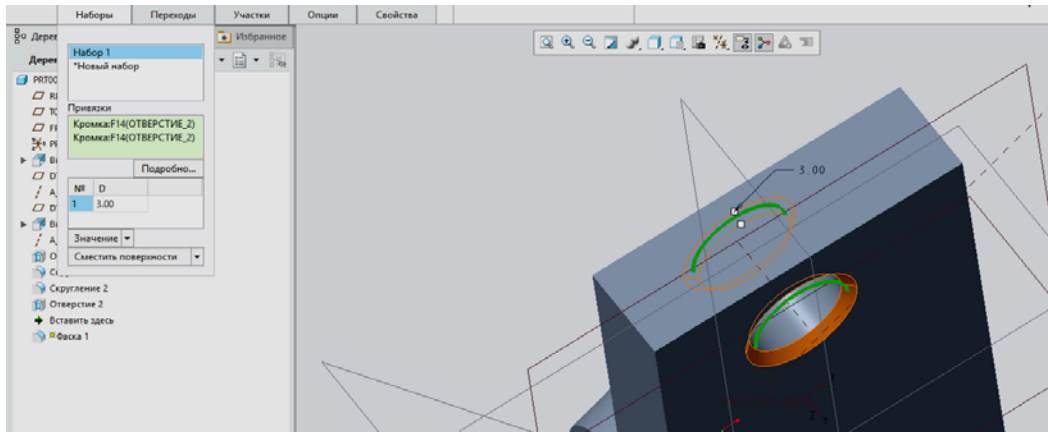 Наборы Переходы Участки Опции Свойства
Избранное
Набор 1
*Новый набор
Привязки
Кромка:F14(ОТВЕРСТИЕ_2)
Кромка:F14(ОТВЕРСТИЕ_2)
Подробно...
№ D
1 3.00
Значение
Сместить поверхности
Скругление 2
Отверстие 2
Вставить здесь
Фаска 1
3.00